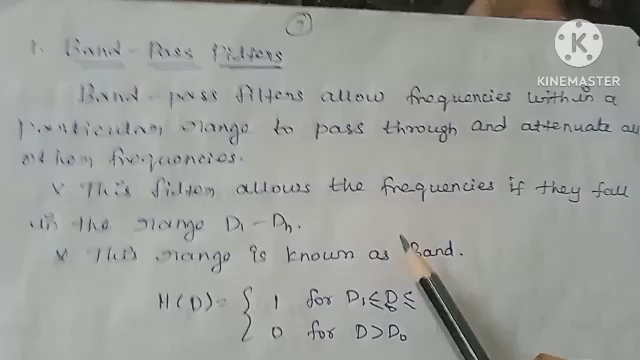 7
KINEMASTER
1. Band - Pass Filters
Band - pass filters allow frequencies within a
particular range to pass through and attenuate all
other frequencies.
x This filter allows the frequencies if they fall
in the range D1 - Dh.
x This range is known as Band.
H(D) = { 1 for D1 ≤ D ≤
0 for D > D0